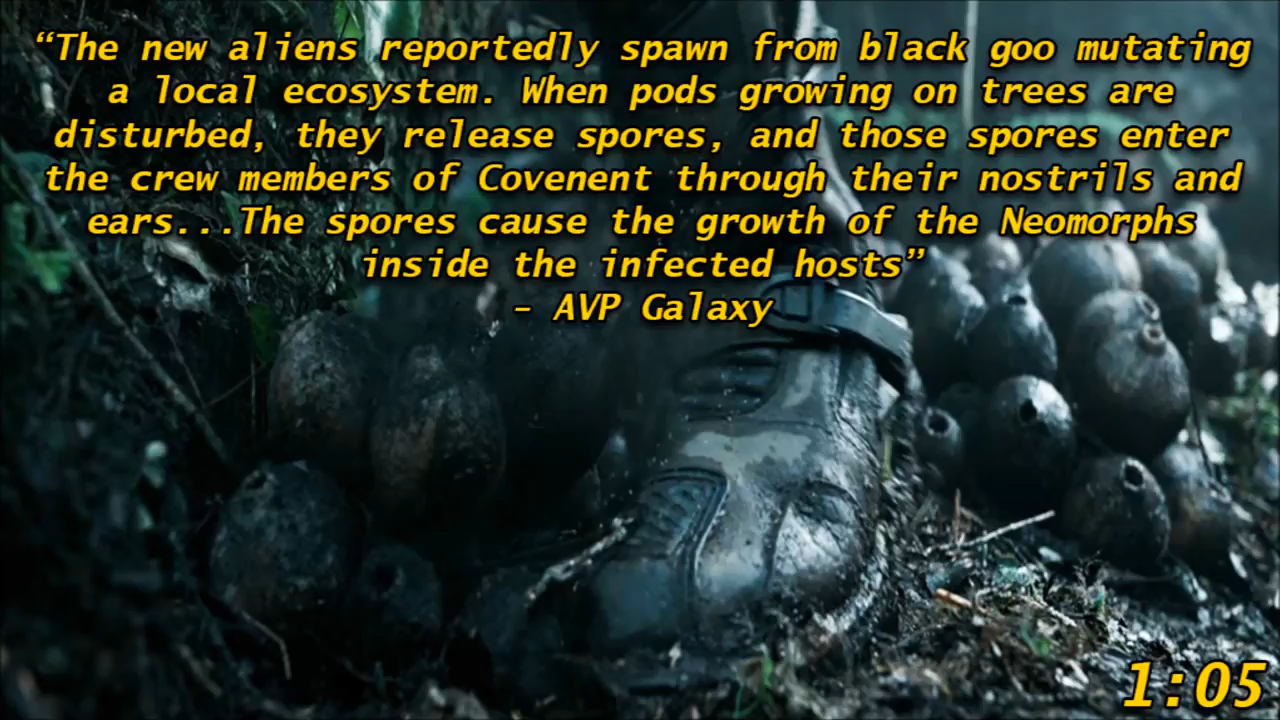 “The new aliens reportedly spawn from black goo mutating
a local ecosystem. When pods growing on trees are
disturbed, they release spores, and those spores enter
the crew members of Covenent through their nostrils and
ears...The spores cause the growth of the Neomorphs
inside the infected hosts”
- AVP Galaxy
1:05